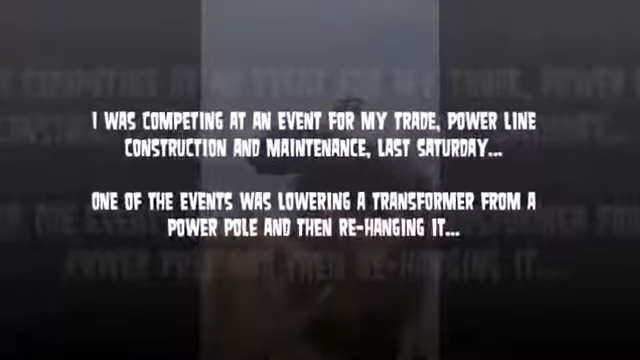 I WAS COMPETING AT AN EVENT FOR MY TRADE, POWER LINE
CONSTRUCTION AND MAINTENANCE, LAST SATURDAY...
ONE OF THE EVENTS WAS LOWERING A TRANSFORMER FROM A
POWER POLE AND THEN RE-HANGING IT...